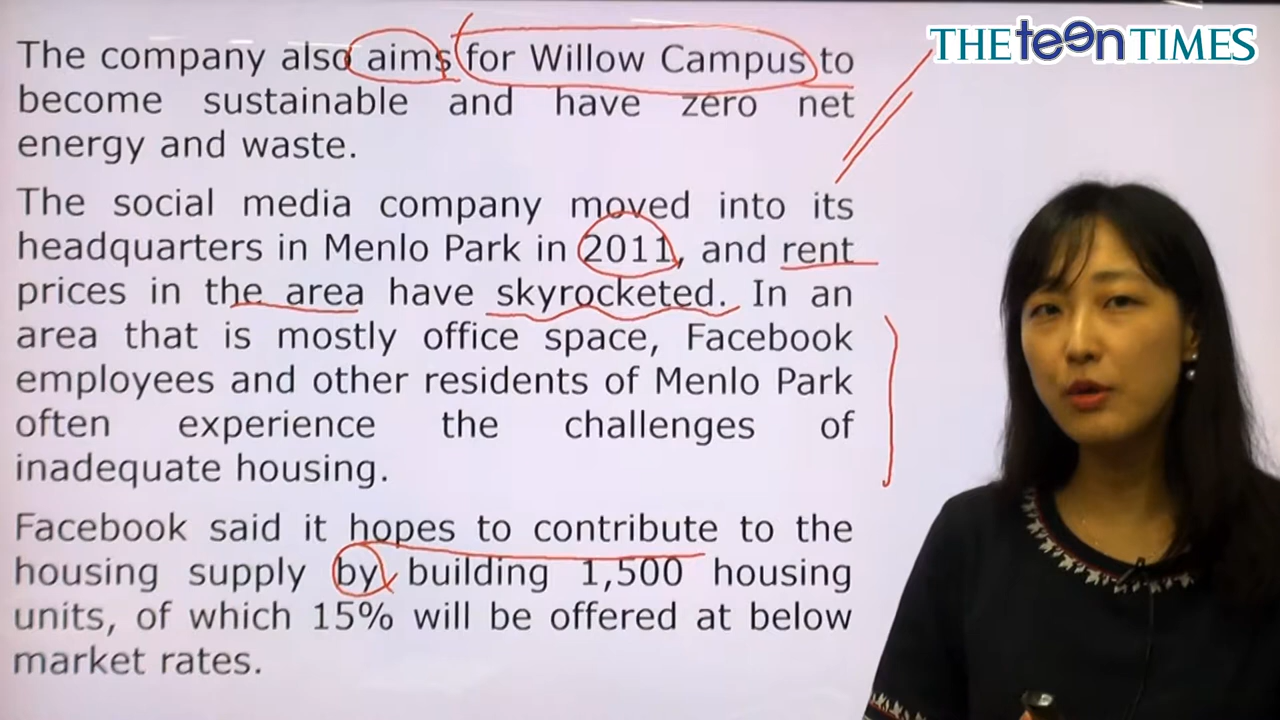 THE teen TIMES
The company also aims for Willow Campus to
become sustainable and have zero net
energy and waste.
The social media company moved into its
headquarters in Menlo Park in 2011, and rent
prices in the area have skyrocketed. In an
area that is mostly office space, Facebook
employees and other residents of Menlo Park
often experience the challenges of
inadequate housing.
Facebook said it hopes to contribute to the
housing supply by building 1,500 housing
units, of which 15% will be offered at below
market rates.